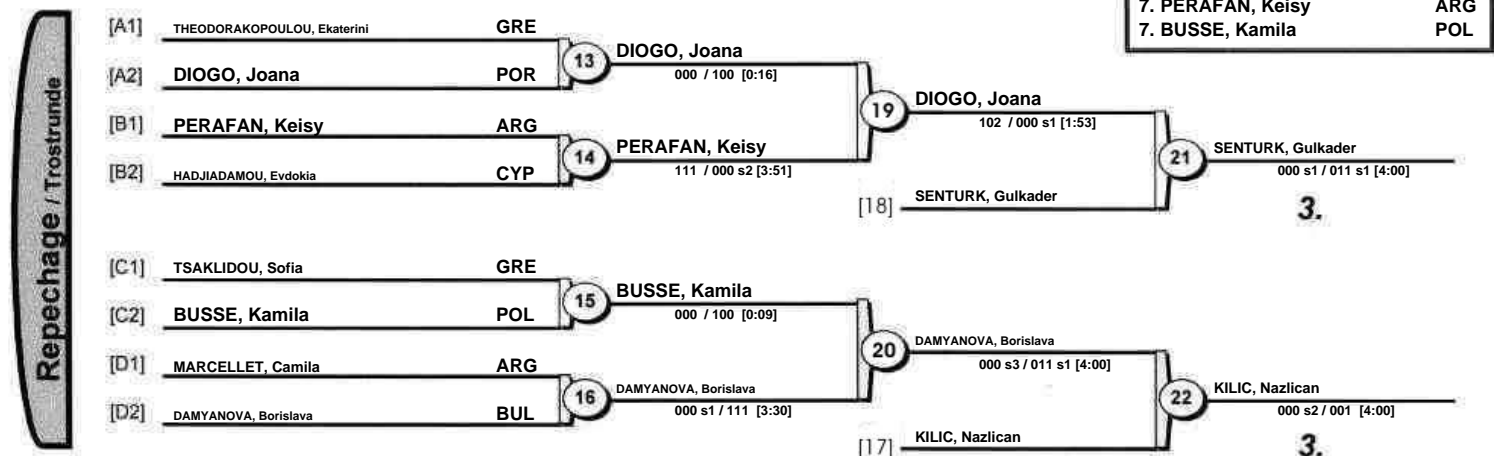 7. PERAFAN, Keisy ARG
7. BUSSE, Kamila POL
Repechage / Trostrunde
[A1] THEODORAKOPOULOU, Ekaterini GRE
[A2] DIOGO, Joana POR
13 DIOGO, Joana
000 / 100 [0:16]
[B1] PERAFAN, Keisy ARG
[B2] HADJIADAMOU, Evdokia CYP
14 PERAFAN, Keisy
111 / 000 s2 [3:51]
19 DIOGO, Joana
102 / 000 s1 [1:53]
[18] SENTURK, Gulkader
21 SENTURK, Gulkader
000 s1 / 011 s1 [4:00]
3.
[C1] TSAKLIDOU, Sofia GRE
[C2] BUSSE, Kamila POL
15 BUSSE, Kamila
000 / 100 [0:09]
[D1] MARCELLET, Camila ARG
[D2] DAMYANOVA, Borislava BUL
16 DAMYANOVA, Borislava
000 s1 / 111 [3:30]
20 DAMYANOVA, Borislava
000 s3 / 011 s1 [4:00]
[17] KILIC, Nazlican
22 KILIC, Nazlican
000 s2 / 001 [4:00]
3.